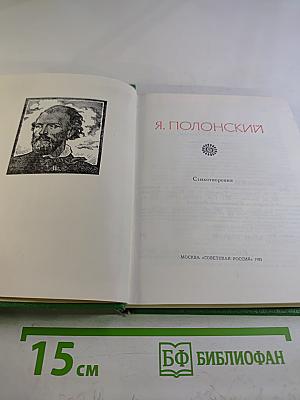 Я. ПОЛОНСКИЙ
Стихотворения
МОСКВА «СОВЕТСКАЯ РОССИЯ» 1981
15 см
БФ БИБЛИОФАН